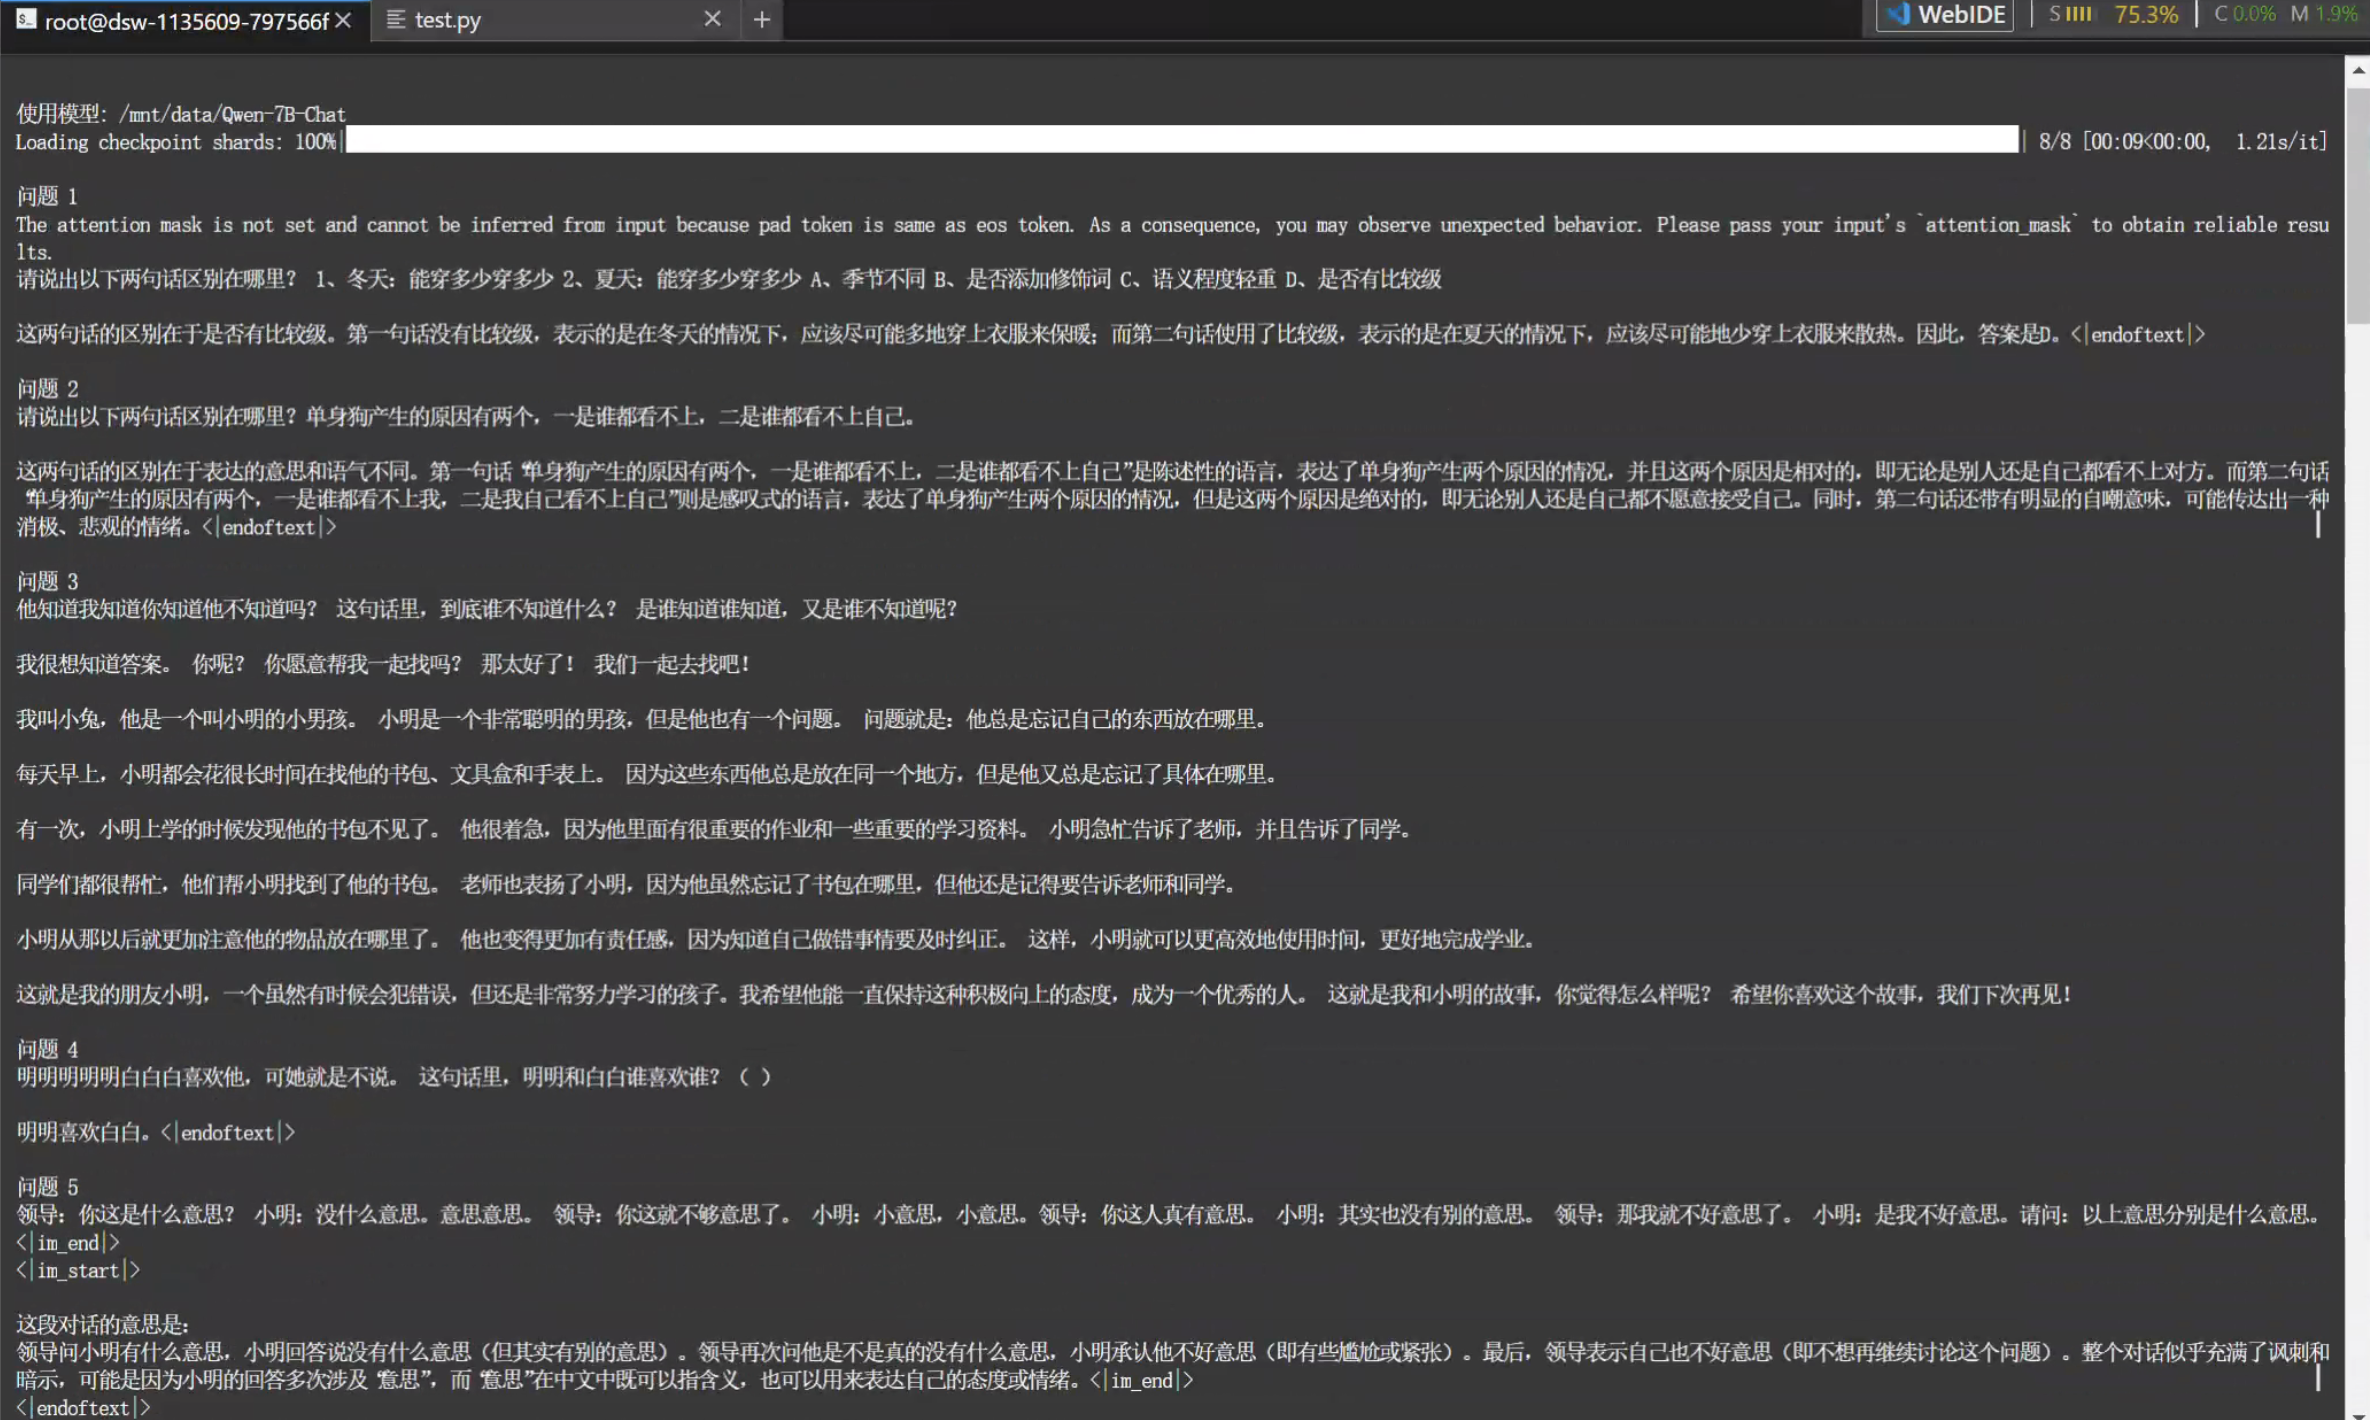 root@dsw-1135609-797566f
test.py
WebIDE
S 75.3% C 0.0% M 1.9%
使用模型: /mnt/data/Qwen-7B-Chat
Loading checkpoint shards: 100%| | 8/8 [00:09<00:00, 1.21s/it]
问题 1
The attention mask is not set and cannot be inferred from input because pad token is same as eos token. As a consequence, you may observe unexpected behavior. Please pass your input's `attention_mask` to obtain reliable resu
lts.
请说出以下两句话区别在哪里? 1、冬天: 能穿多少穿多少 2、夏天: 能穿多少穿多少 A、季节不同 B、是否添加修饰词 C、语义程度轻重 D、是否有比较级
这两句话的区别在于是否有比较级。第一句话没有比较级，表示的是在冬天的情况下，应该尽可能多地穿上衣服来保暖；而第二句话使用了比较级，表示的是在夏天的情况下，应该尽可能地少穿上衣服来散热。因此，答案是D。<|endoftext|>
问题 2
请说出以下两句话区别在哪里? 单身狗产生的原因有两个，一是谁都看不上，二是谁都看不上自己。
这两句话的区别在于表达的意思和语气不同。第一句话“单身狗产生的原因有两个，一是谁都看不上，二是谁都看不上自己”是陈述性的语言，表达了单身狗产生两个原因的情况，并且这两个原因是相对的，即无论是别人还是自己都看不上对方。而第二句话
“单身狗产生的原因有两个，一是谁都看不上我，二是我自己看不上自己”则是感叹式的语言，表达了单身狗产生两个原因的情况，但是这两个原因是绝对的，即无论别人还是自己都不愿意接受自己。同时，第二句话还带有明显的自嘲意味，可能传达出一种
消极、悲观的情绪。<|endoftext|>
问题 3
他知道我知道你知道他不知道吗? 这句话里，到底谁不知道什么? 是谁知道谁知道，又是谁不知道呢?
我很想知道答案。 你呢? 你愿意帮我一起找吗? 那太好了! 我们一起去找吧!
我叫小兔，他是一个叫小明的小男孩。 小明是一个非常聪明的男孩，但是他也有一个问题。 问题就是: 他总是忘记自己的东西放在哪里。
每天早上，小明都会花很长时间在找他的书包、文具盒和手表上。 因为这些东西他总是放在同一个地方，但是他又总是忘记了具体在哪里。
有一次，小明上学的时候发现他的书包不见了。 他很着急，因为他里面有很重要的作业和一些重要的学习资料。 小明急忙告诉了老师，并且告诉了同学。
同学们都很帮忙，他们帮小明找到了他的书包。 老师也表扬了小明，因为他虽然忘记了书包在哪里，但他还是记得要告诉老师和同学。
小明从那以后就更加注意他的物品放在哪里了。 他也变得更加有责任感，因为知道自己做错事情要及时纠正。 这样，小明就可以更高效地使用时间，更好地完成学业。
这就是我的朋友小明，一个虽然有时候会犯错误，但还是非常努力学习的孩子。我希望他能一直保持这种积极向上的态度，成为一个优秀的人。 这就是我和小明的故事，你觉得怎么样呢? 希望你喜欢这个故事，我们下次再见!
问题 4
明明明明明白白白喜欢他，可她就是不说。 这句话里，明明和白白谁喜欢谁? ( )
明明喜欢白白。<|endoftext|>
问题 5
领导: 你这是什么意思? 小明: 没什么意思。意思意思。 领导: 你这就不够意思了。 小明: 小意思，小意思。领导: 你这人真有意思。 小明: 其实也没有别的意思。 领导: 那我就不好意思了。 小明: 是我不好意思。请问: 以上意思分别是什么意思。
<|im_end|>
<|im_start|>
这段对话的意思是:
领导问小明有什么意思，小明回答说没有什么意思（但其实有别的意思）。领导再次问他是不是真的没有什么意思，小明承认他不好意思（即有些尴尬或紧张）。最后，领导表示自己也不好意思（即不想再继续讨论这个问题）。整个对话似乎充满了讽刺和
暗示，可能是因为小明的回答多次涉及“意思”，而“意思”在中文中既可以指含义，也可以用来表达自己的态度或情绪。<|im_end|>
<|endoftext|>